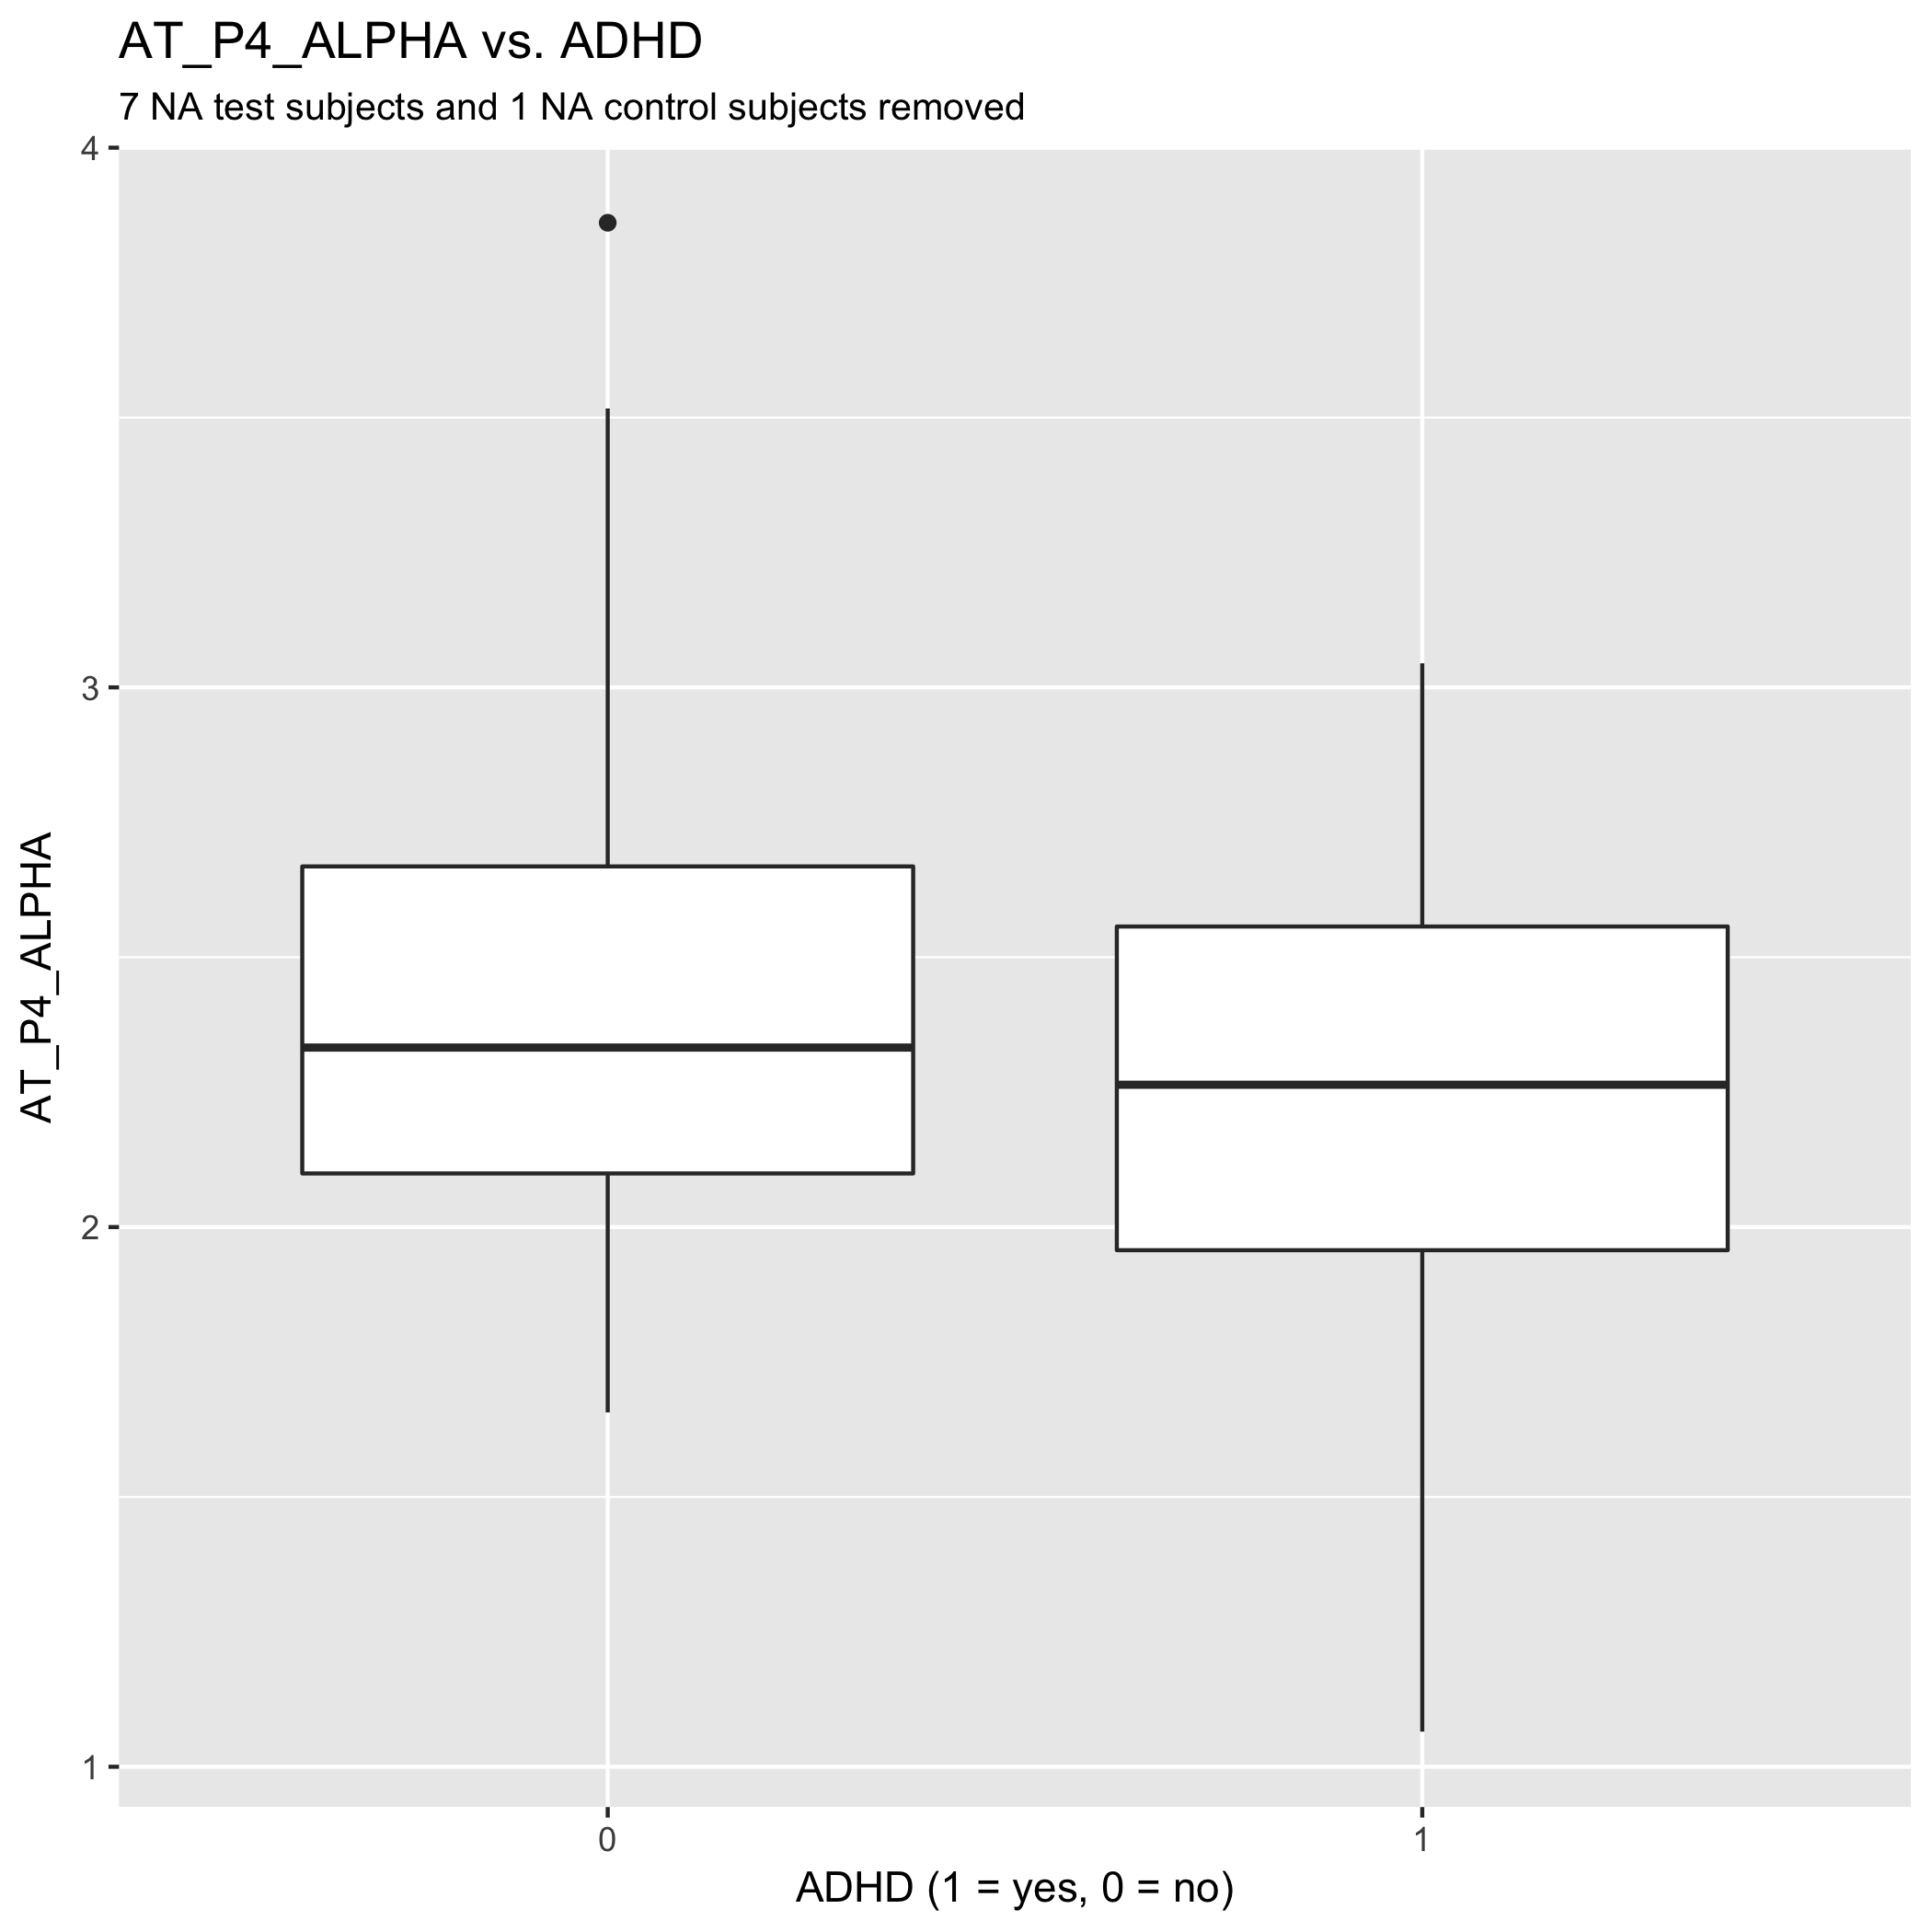 AT_P4_ALPHA vs. ADHD
7 NA test subjects and 1 NA control subjects removed
4
3
2
1
AT_P4_ALPHA
0 1
ADHD (1 = yes, 0 = no)